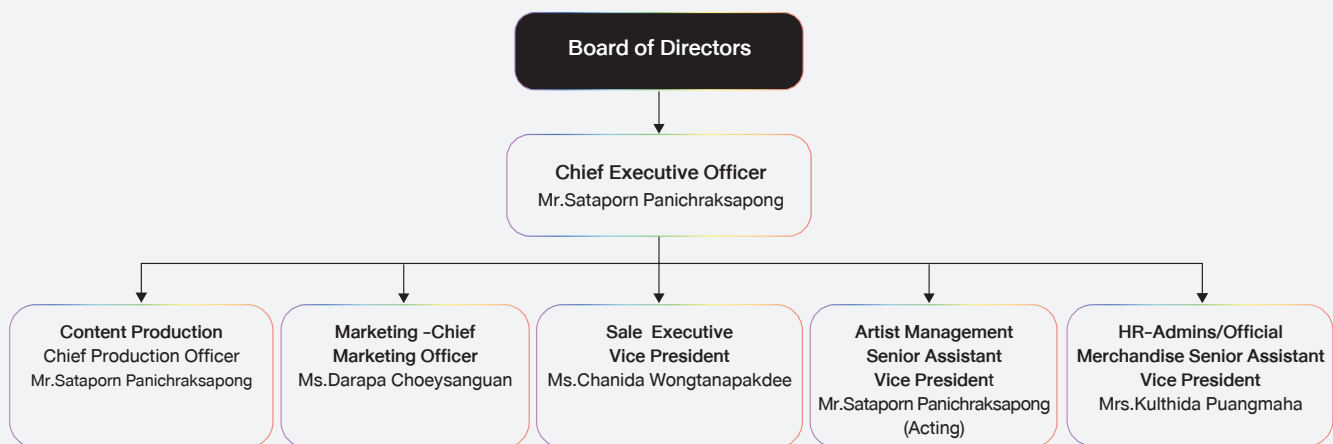 Board of Directors
Chief Executive Officer
Mr.Sataporn Panichraksapong
Content Production
Chief Production Officer
Mr.Sataporn Panichraksapong
Marketing -Chief
Marketing Officer
Ms.Darapa Choeysanguan
Sale Executive
Vice President
Ms.Chanida Wongtanapakdee
Artist Management
Senior Assistant
Vice President
Mr.Sataporn Panichraksapong
(Acting)
HR-Admins/Official
Merchandise Senior Assistant
Vice President
Mrs.Kulthida Puangmaha